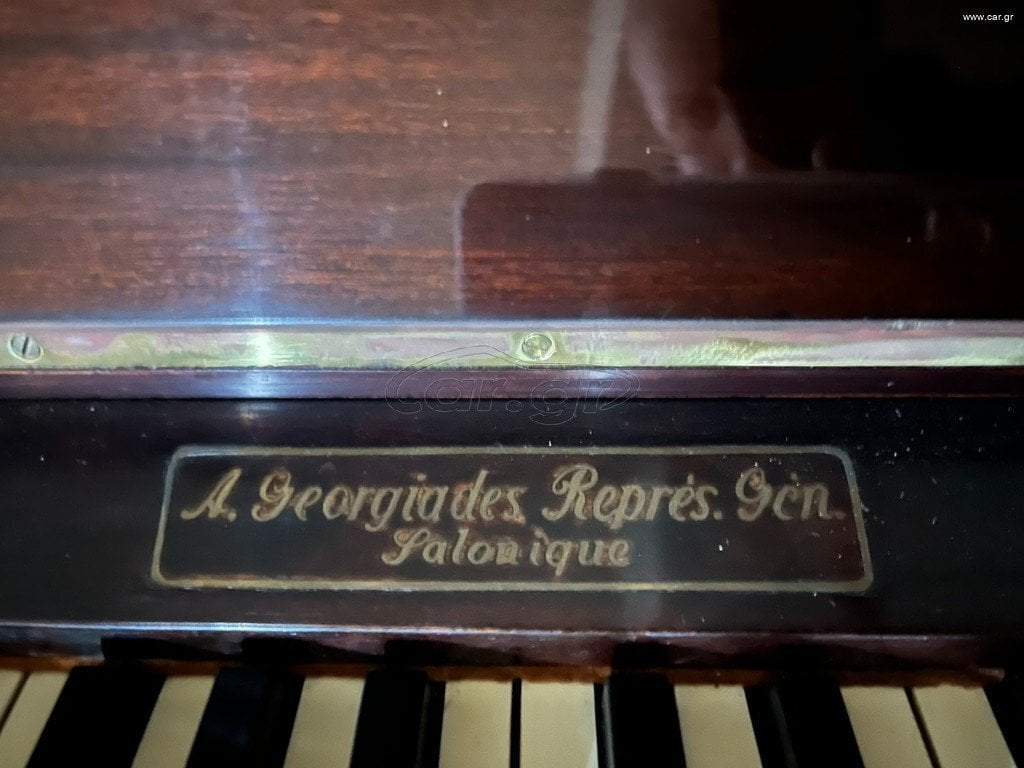 www.car.gr
car.gr
A. Georgiades Représ. Gén.
Salonique